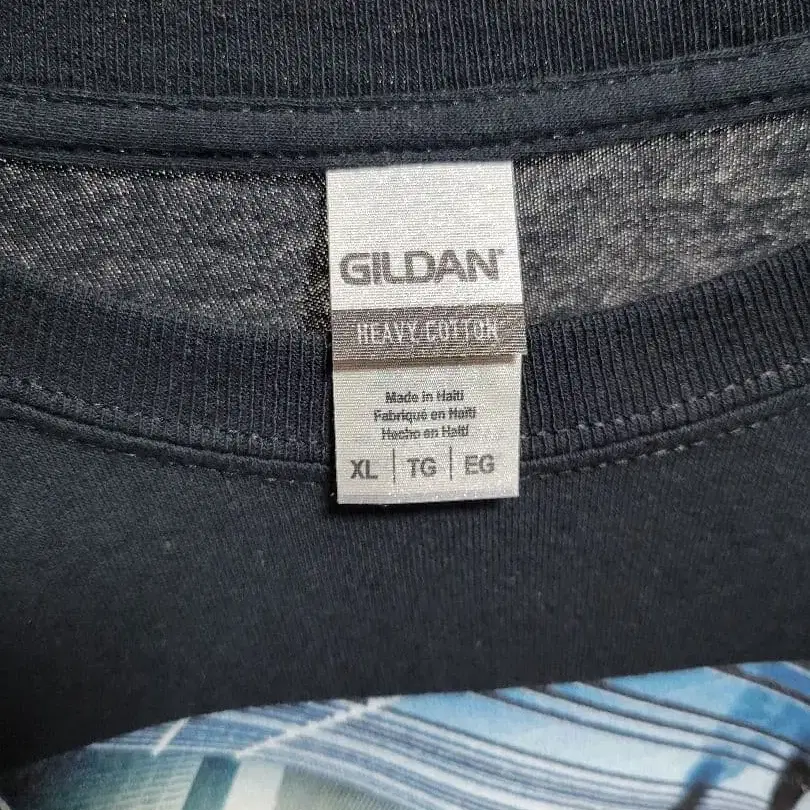 GILDAN®
HEAVY COTTON
Made in Haiti
Fabriqué en Haïti
Hecho en Haití
XL | TG | EG